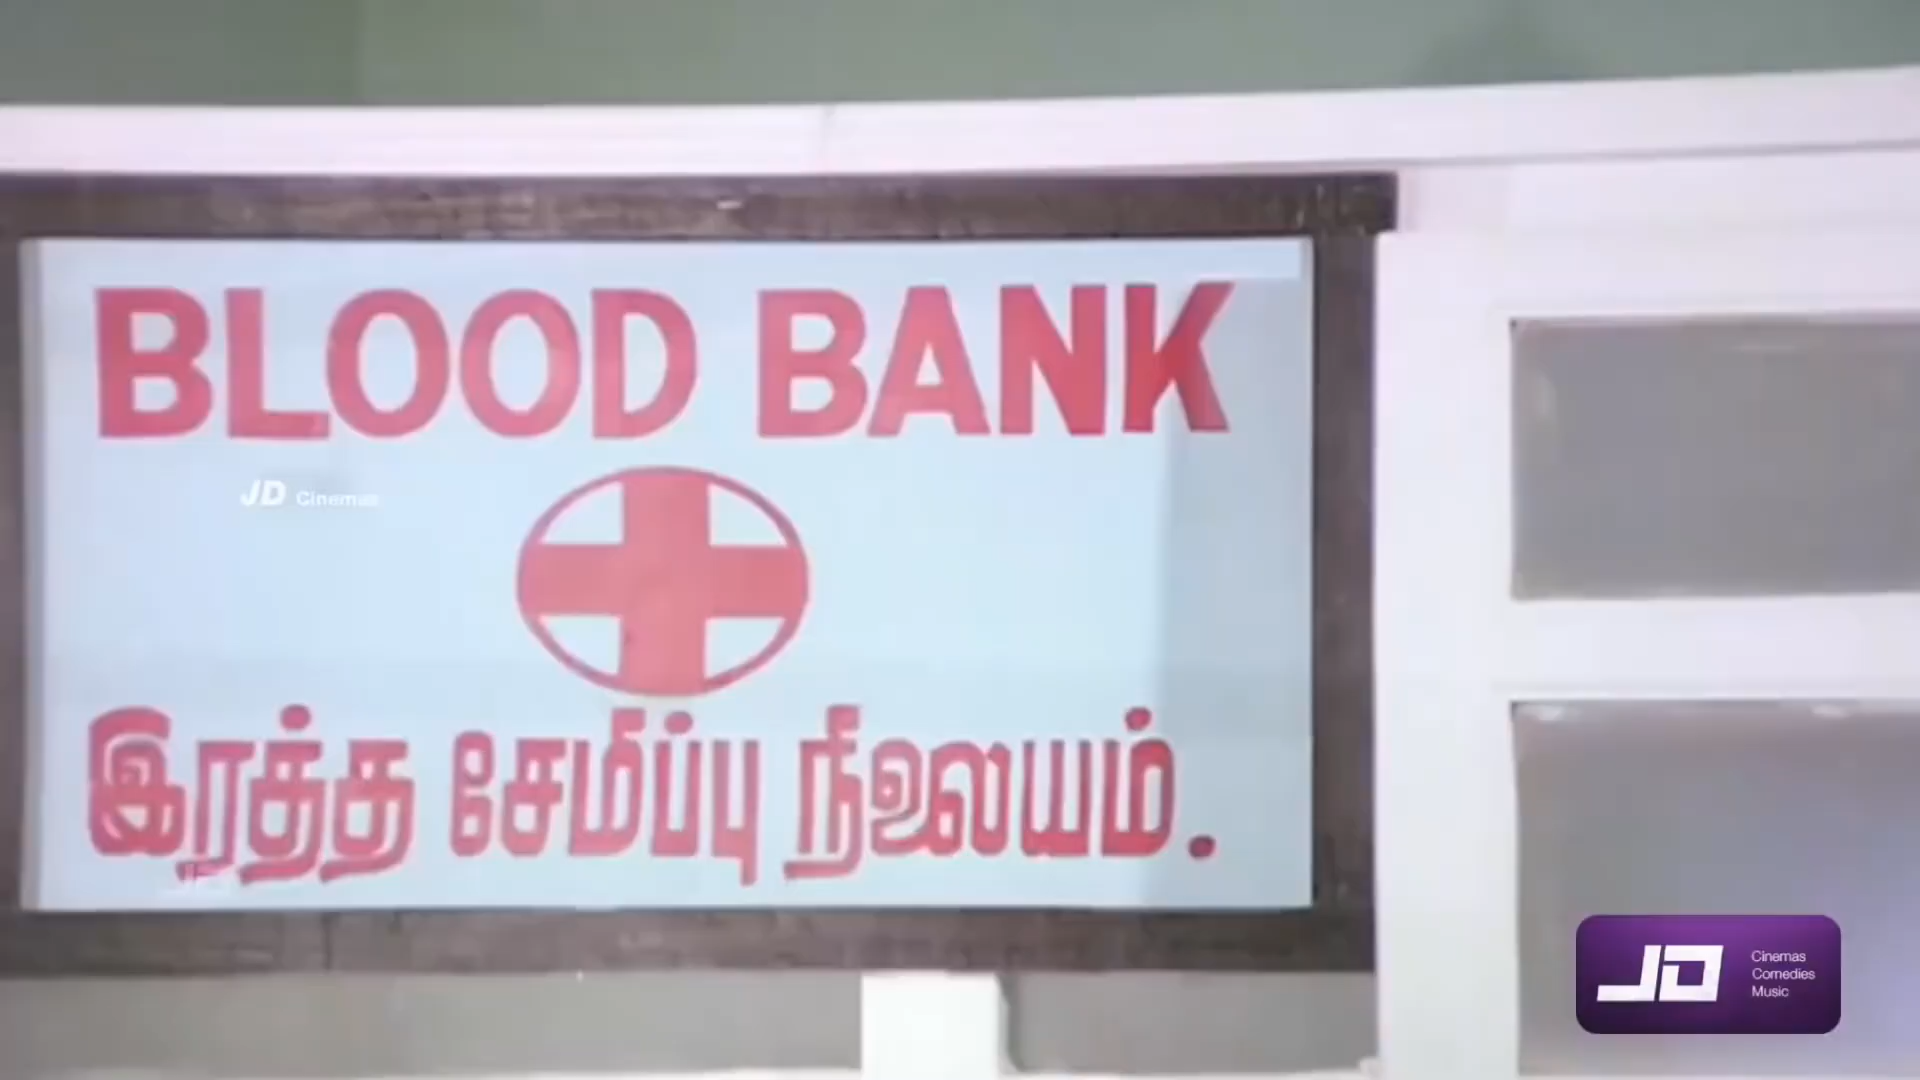 BLOOD BANK
JD Cinemas
இரத்த சேமிப்பு நிலையம்.
JD
Cinemas
Comedies
Music